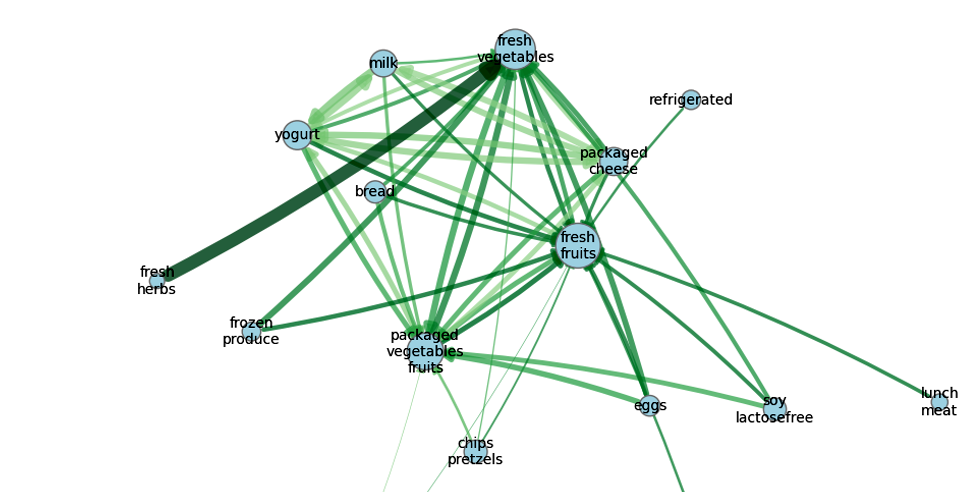 fresh
vegetables
milk
refrigerated
yogurt
packaged
cheese
bread
fresh
fruits
fresh
herbs
frozen
produce
packaged
vegetables
fruits
eggs
soy
lactosefree
lunch
meat
chips
pretzels